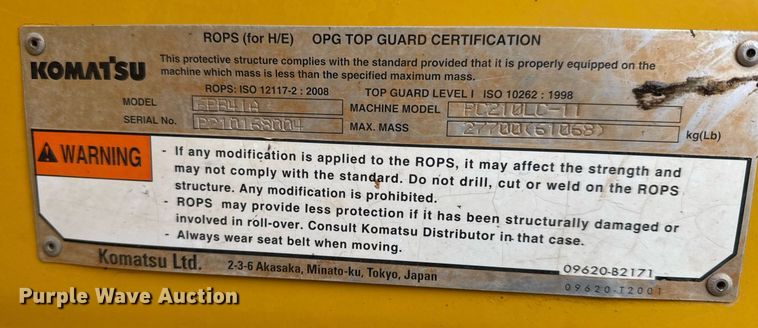 ROPS (for H/E) OPG TOP GUARD CERTIFICATION
KOMATSU
This protective structure complies with the standard provided that it is properly equipped on the
machine which mass is less than the specified maximum mass.
ROPS: ISO 12117-2 : 2008 TOP GUARD LEVEL I ISO 10262 : 1998
MODEL MACHINE MODEL PC210LC-11
SERIAL No. MAX. MASS 27700(61068) kg(Lb)
WARNING
- If any modification is applied to the ROPS, it may affect the strength and
may not comply with the standard. Do not drill, cut or weld on the ROPS
structure. Any modification is prohibited.
- ROPS may provide less protection if it has been structurally damaged or
involved in roll-over. Consult Komatsu Distributor in that case.
- Always wear seat belt when moving.
Komatsu Ltd. 2-3-6 Akasaka, Minato-ku, Tokyo, Japan
09620-B2171
09620-T2001
Purple Wave Auction